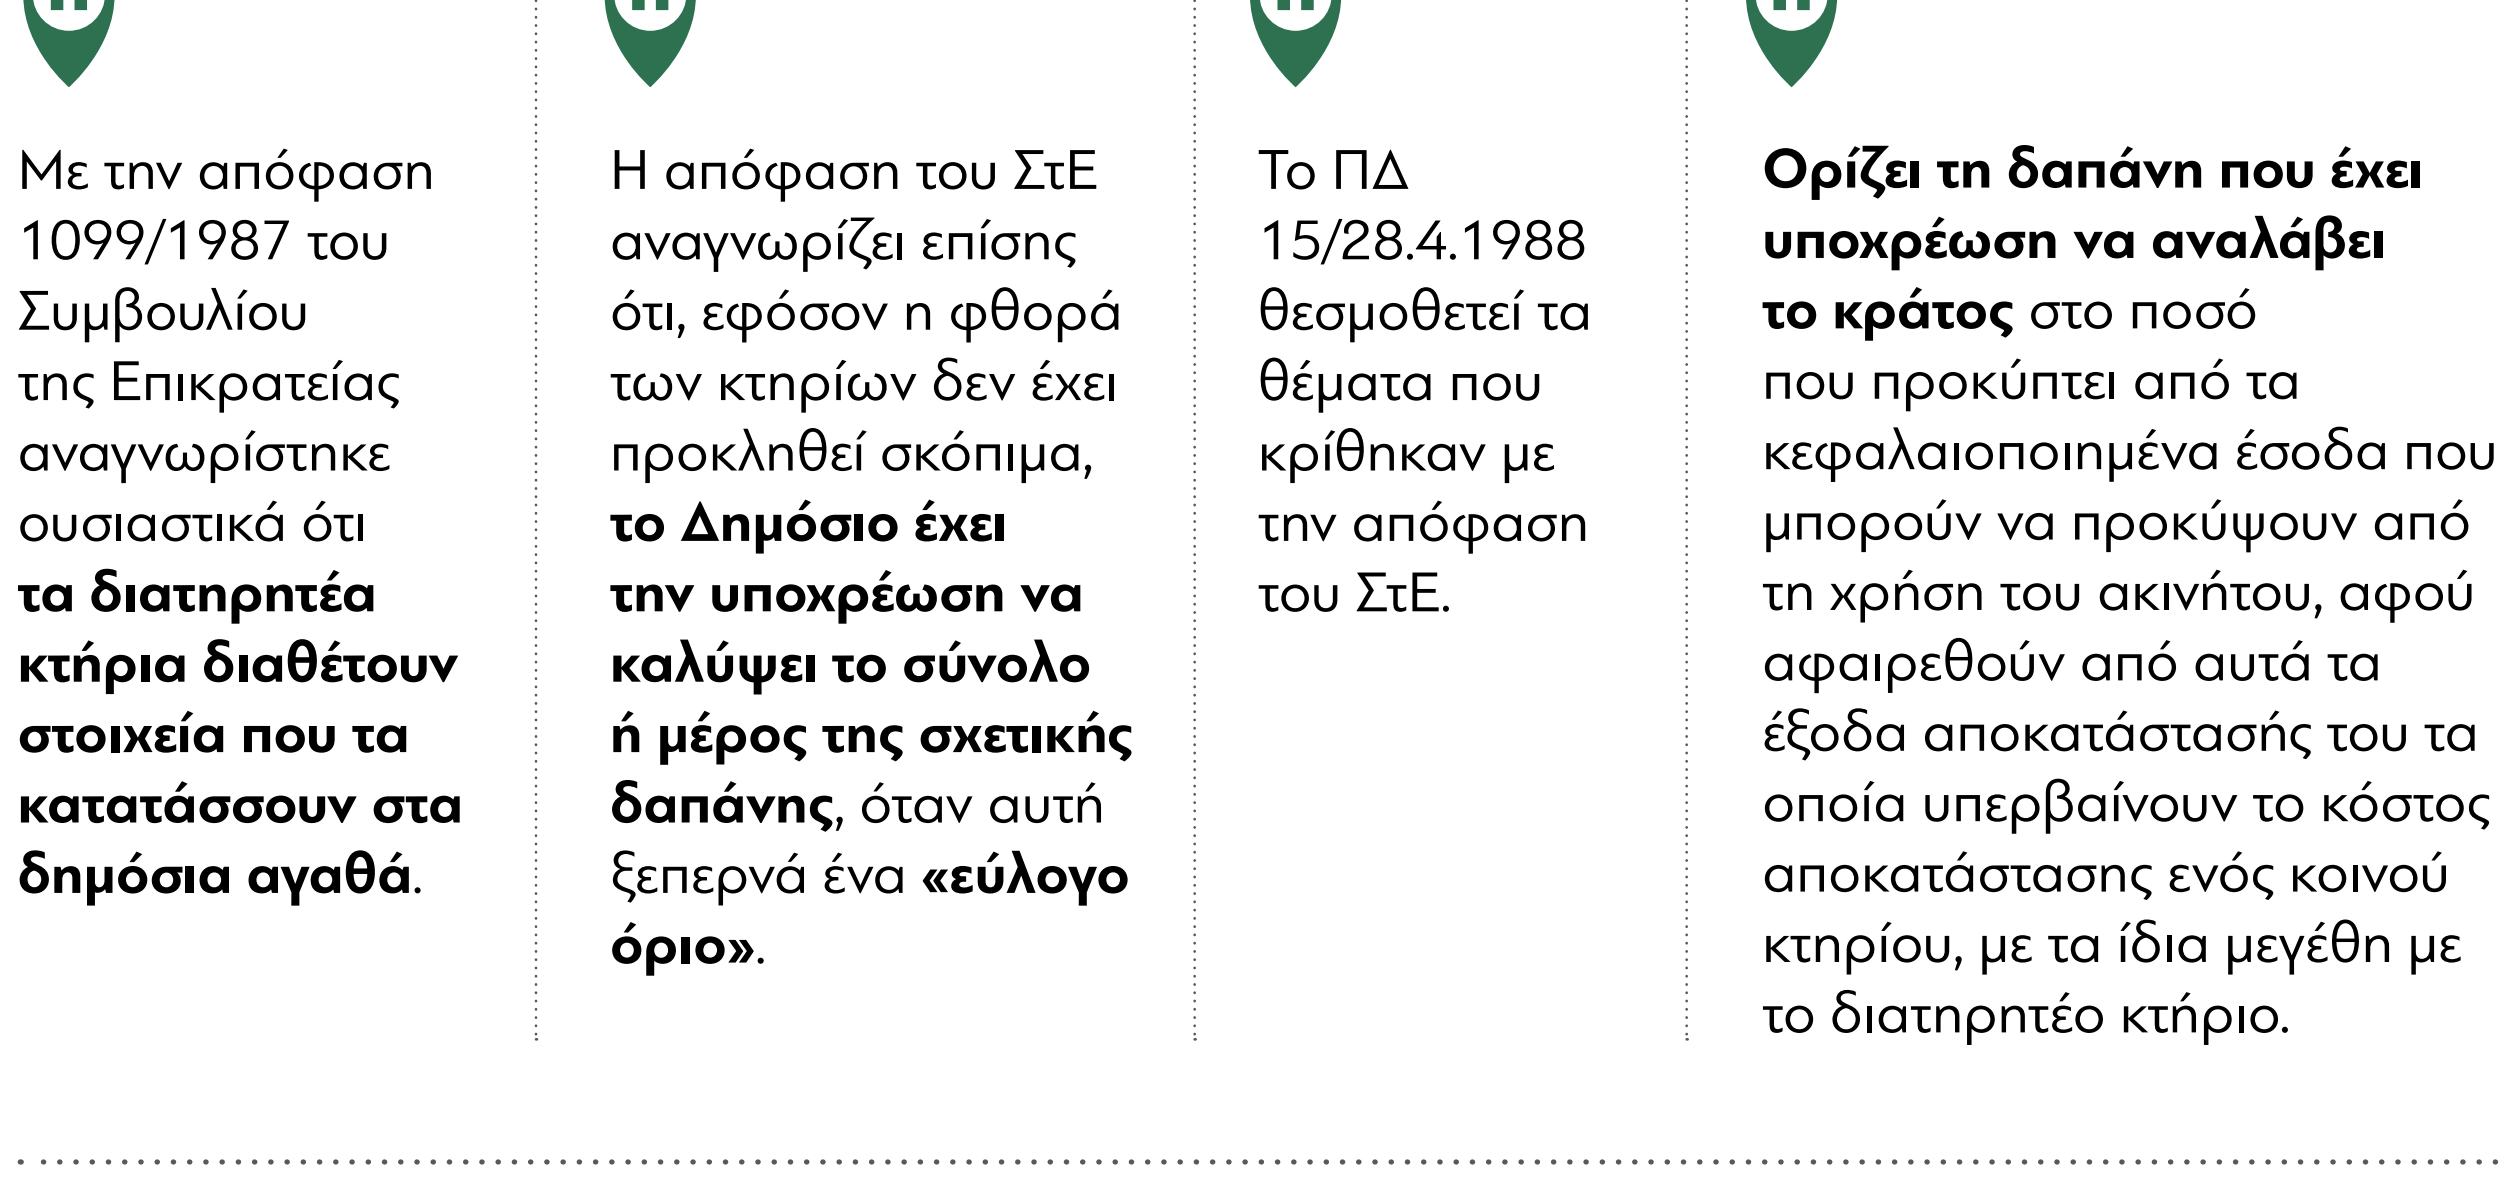 Με την απόφαση
1099/1987 του
Συμβουλίου
της Επικρατείας
αναγνωρίστηκε
ουσιαστικά ότι
τα διατηρητέα
κτήρια διαθέτουν
στοιχεία που τα
κατατάσσουν στα
δημόσια αγαθά.
Η απόφαση τουΣτΕ
αναγνωρίζει επίσης
ότι, εφόσον η φθορά
των κτηρίων δεν έχει
προκληθεί σκόπιμα,
το Δημόσιο έχει
την υποχρέωση να
καλύψει το σύνολο
ή μέρος της σχετικής
δαπάνης, όταν αυτή
ξεπερνά ένα «εύλογο
όριο».
Το ΠΔ
15/28.4.1988
θεσμοθετεί τα
θέματα που
κρίθηκαν με
την απόφαση
του ΣτΕ.
Ορίζει τη δαπάνη που έχει
υποχρέωση να αναλάβει
το κράτος στο ποσό
που προκύπτει από τα
κεφαλαιοποιημένα έσοδα που
μπορούν να προκύψουν από
τη χρήση του ακινήτου, αφού
αφαιρεθούν από αυτά τα
έξοδα αποκατάστασής του τα
οποία υπερβαίνουν το κόστος
αποκατάστασης ενός κοινού
κτηρίου, με τα ίδια μεγέθη με
το διατηρητέο κτήριο.